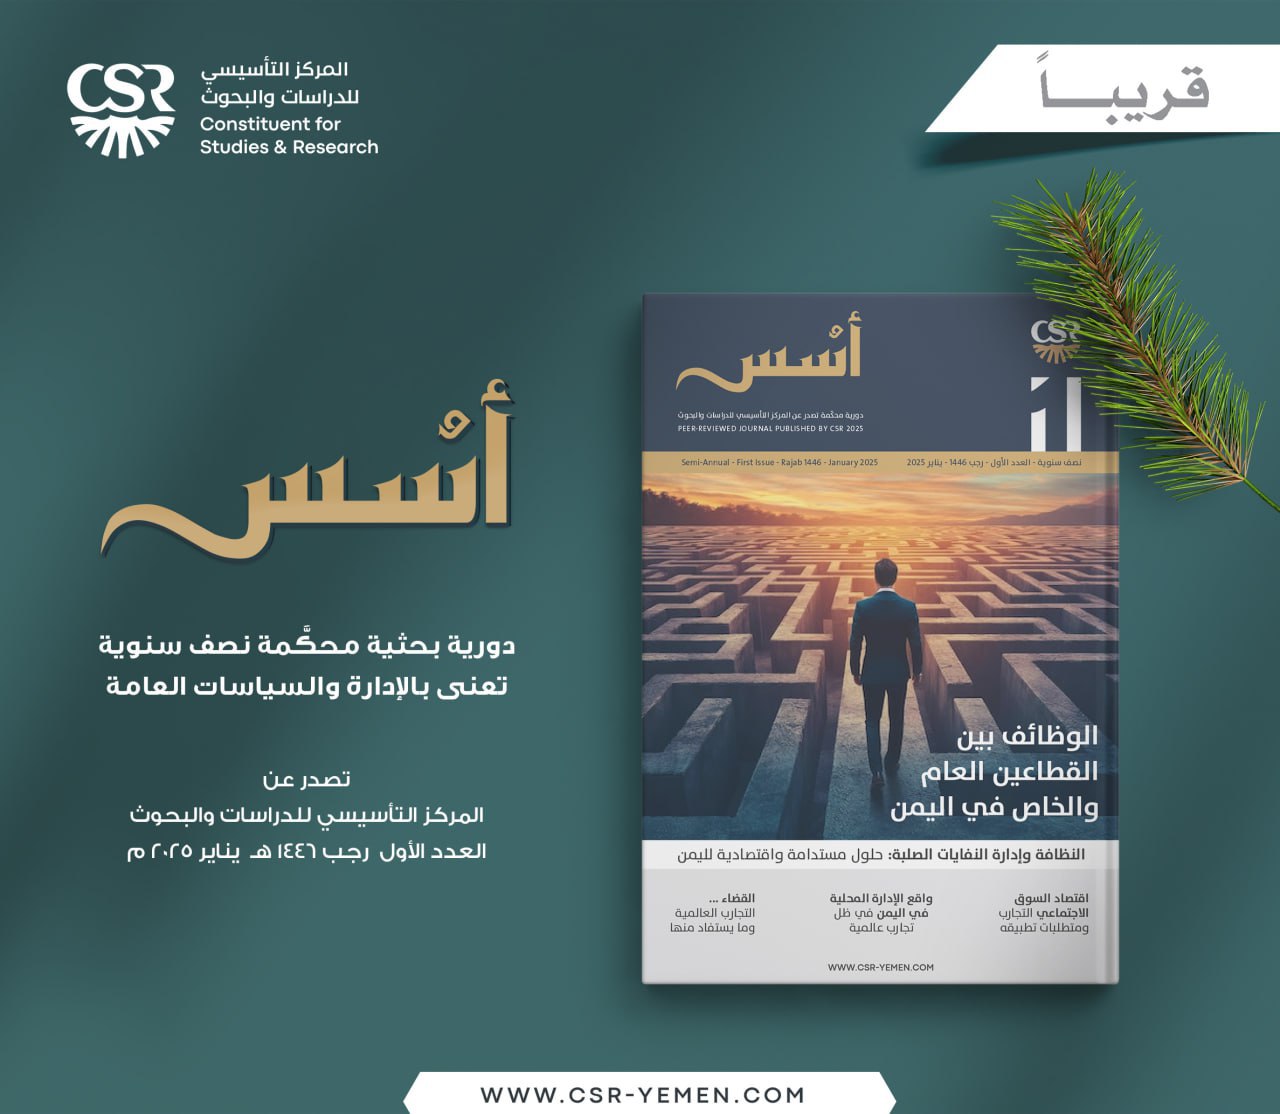 CSR
المركز التأسيسي
للدراسات والبحوث
Constituent for
Studies & Research
قريبـــاً
أُسُس
دورية بحثية محكَّمة نصف سنوية
تعنى بالإدارة والسياسات العامة
تصدر عن
المركز التأسيسي للدراسات والبحوث
العدد الأول رجب ١٤٤٦ هـ يناير ٢٠٢٥ م
CSR
أُسُس
دورية محكّمة تصدر عن المركز التأسيسي للدراسات والبحوث
PEER-REVIEWED JOURNAL PUBLISHED BY CSR 2025
نصف سنوية - العدد الأول - رجب 1446 - يناير 2025
Semi-Annual - First Issue - Rajab 1446 - January 2025
الوظائف بين
القطاعين العام
والخاص في اليمن
النظافة وإدارة النفايات الصلبة: حلول مستدامة واقتصادية لليمن
اقتصاد السوق
الاجتماعي التجارب
ومتطلبات تطبيقه
واقع الإدارة المحلية
في اليمن في ظل
تجارب عالمية
القضاء ...
التجارب العالمية
وما يستفاد منها
WWW.CSR-YEMEN.COM
WWW.CSR-YEMEN.COM